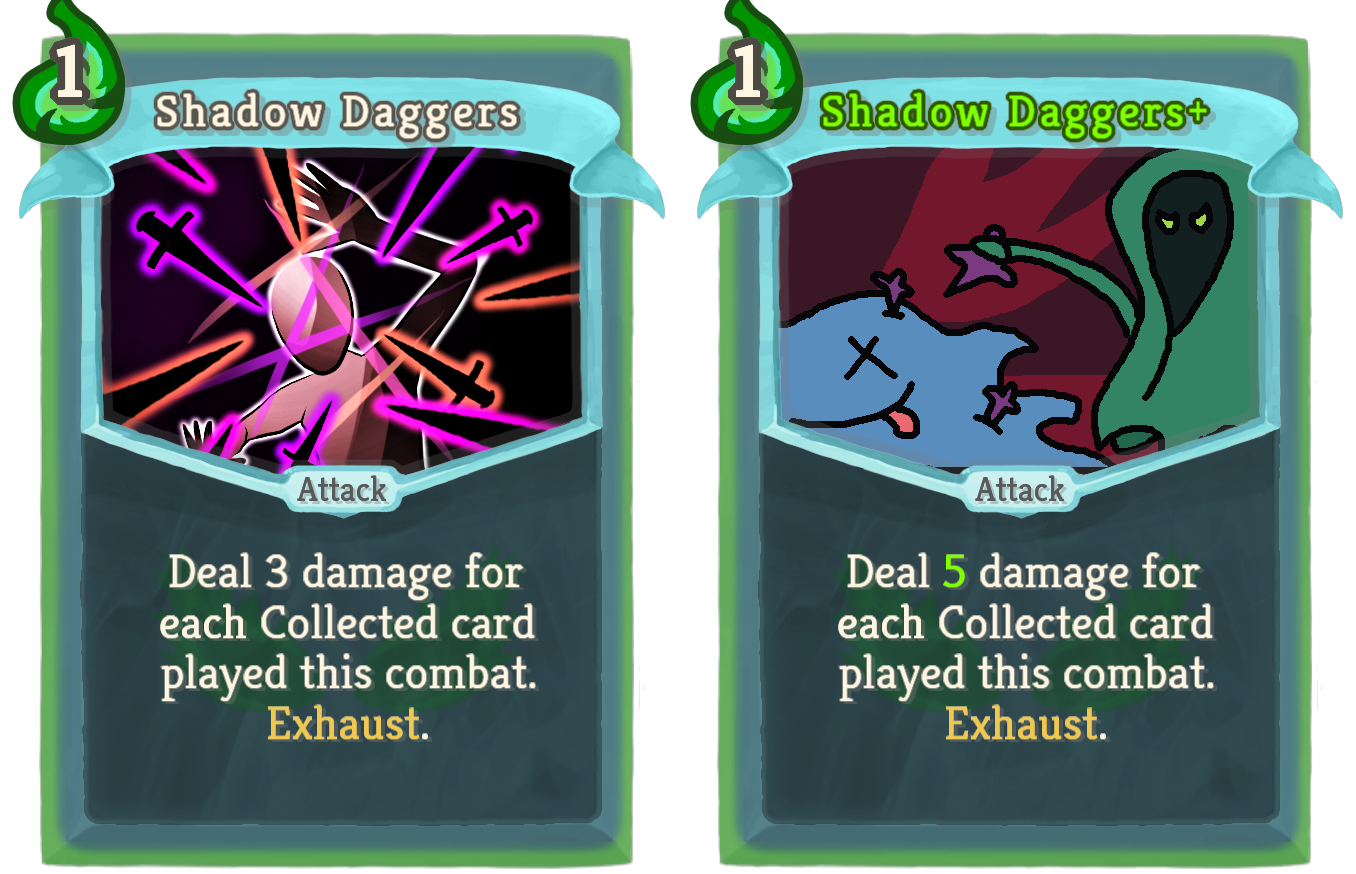 1
Shadow Daggers
Attack
Deal 3 damage for
each Collected card
played this combat.
Exhaust.
1
Shadow Daggers+
Attack
Deal 5 damage for
each Collected card
played this combat.
Exhaust.